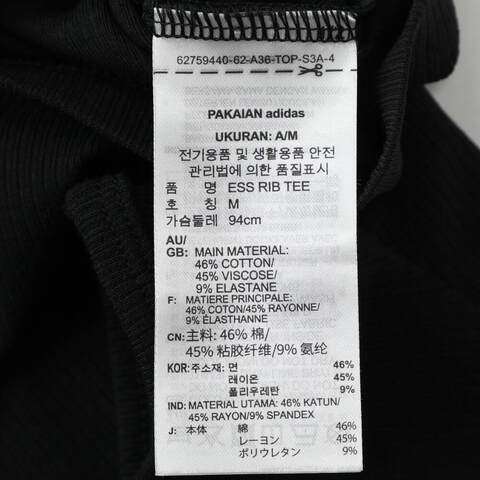 62759440-62-A36-TOP-S3A-4
PAKAIAN adidas
UKURAN: A/M
전기용품 및 생활용품 안전
관리법에 의한 품질표시
품 명 ESS RIB TEE
호 칭 M
가슴둘레 94cm
AU/
GB: MAIN MATERIAL:
46% COTTON/
45% VISCOSE/
9% ELASTANE
F: MATIERE PRINCIPALE:
46% COTON/45% RAYONNE/
9% ÉLASTHANNE
CN: 主料: 46% 棉/
45% 粘胶纤维/9% 氨纶
KOR: 주소재: 면 46%
레이온 45%
폴리우레탄 9%
IND: MATERIAL UTAMA: 46% KATUN/
45% RAYON/9% SPANDEX
J: 本体 綿 46%
レーヨン 45%
ポリウレタン 9%